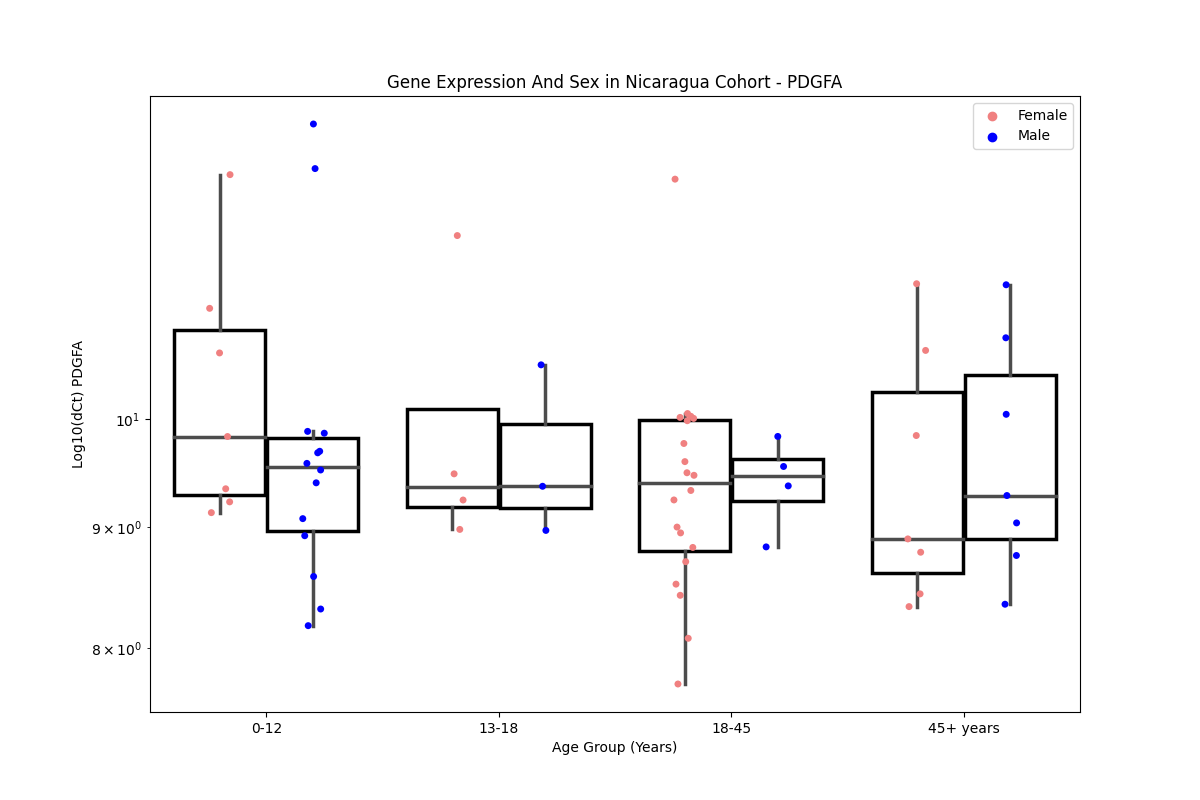 Gene Expression And Sex in Nicaragua Cohort - PDGFA
Female
Male
Log10(dCt) PDGFA
10¹
9 × 10⁰
8 × 10⁰
0-12
13-18
18-45
45+ years
Age Group (Years)